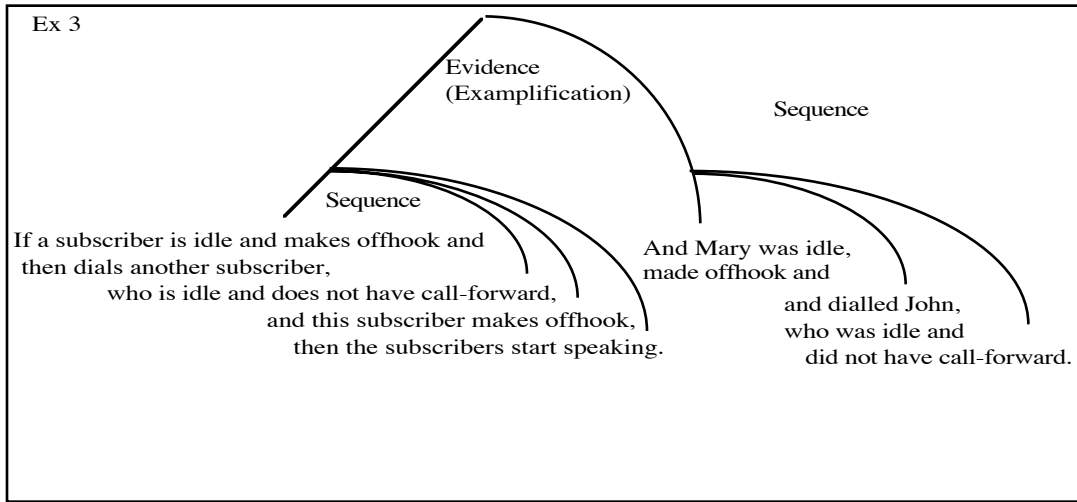 Ex 3
Evidence
(Examplification)
Sequence
Sequence
If a subscriber is idle and makes offhook and
then dials another subscriber,
who is idle and does not have call-forward,
and this subscriber makes offhook,
then the subscribers start speaking.
And Mary was idle,
made offhook and
and dialled John,
who was idle and
did not have call-forward.